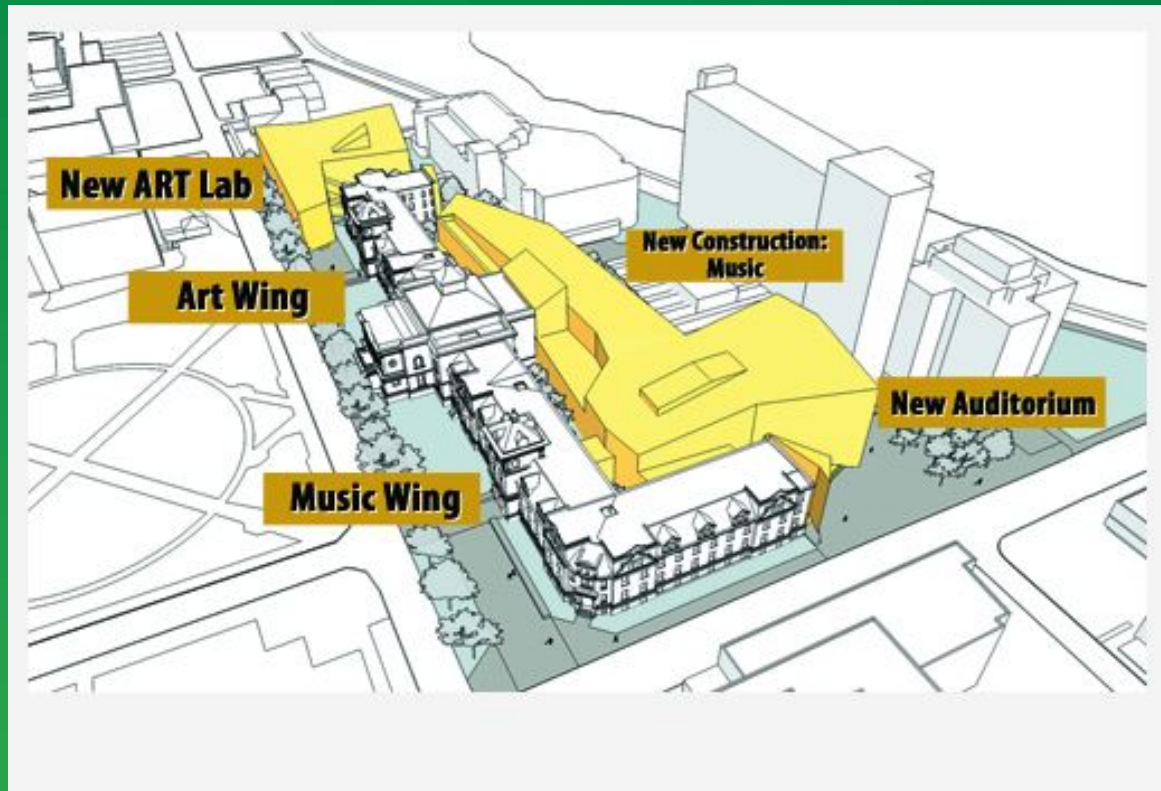 New ART Lab
New Construction:
Music
Art Wing
New Auditorium
Music Wing